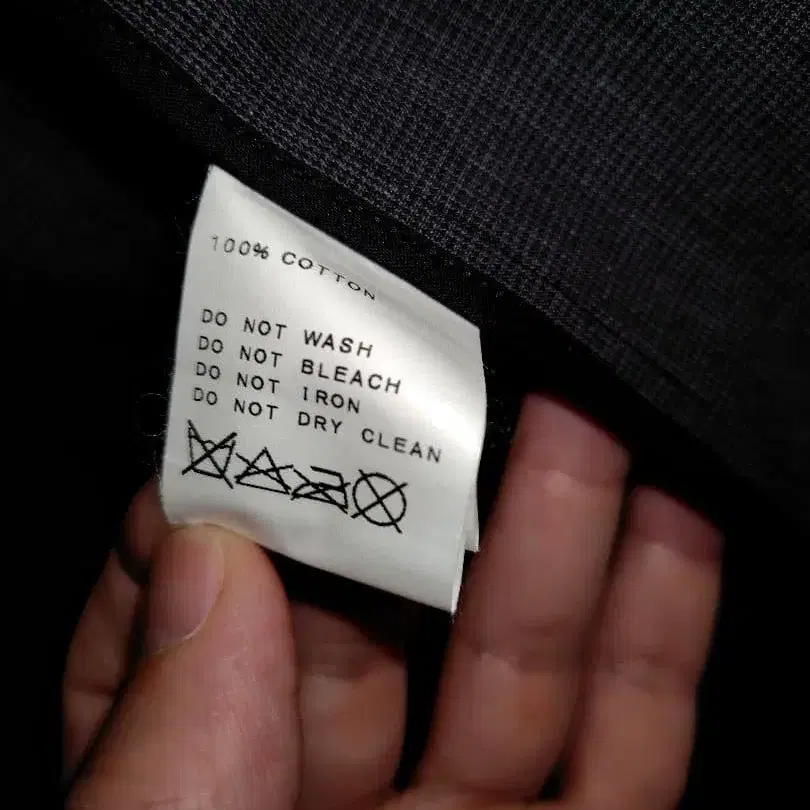 100% COTTON
DO NOT WASH
DO NOT BLEACH
DO NOT IRON
DO NOT DRY CLEAN